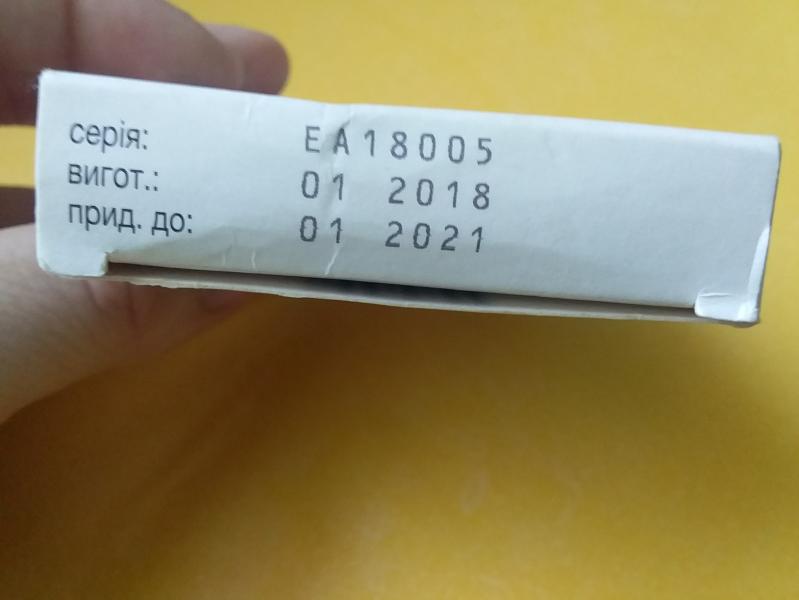 серія: EA18005
вигот.: 01 2018
прид. до: 01 2021